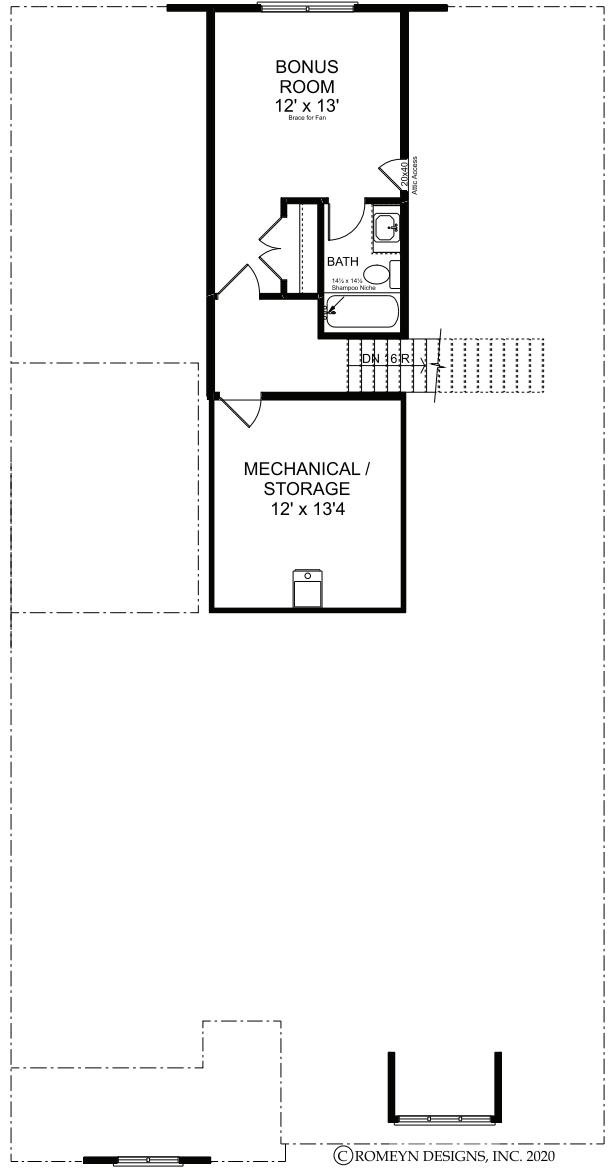 BONUS
ROOM
12' x 13'
Brace for Fan
20x40
Attic Access
BATH
14½ x 14½
Shampoo Niche
DN 16 R
MECHANICAL /
STORAGE
12' x 13'4
© ROMEYN DESIGNS, INC. 2020